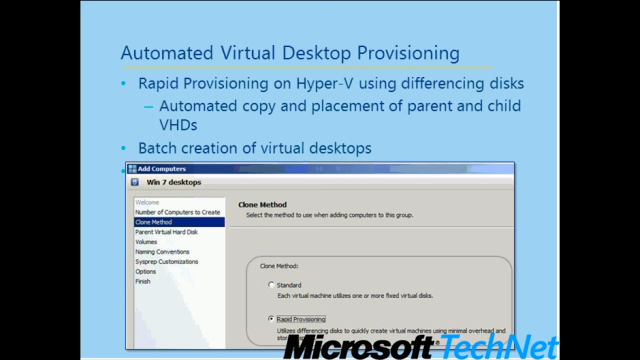 Automated Virtual Desktop Provisioning
• Rapid Provisioning on Hyper-V using differencing disks
– Automated copy and placement of parent and child
VHDs
• Batch creation of virtual desktops
Add Computers
Win 7 desktops
Welcome
Number of Computers to Create
Clone Method
Parent Virtual Hard Disk
Volumes
Naming Conventions
Sysprep Customizations
Options
Finish
Clone Method
Select the method to use when adding computers to this group.
Clone Method:
Standard
Each virtual machine utilizes one or more fixed virtual disks.
Rapid Provisioning
Utilizes differencing disks to quickly create virtual machines using minimal overhead and
Microsoft TechNet